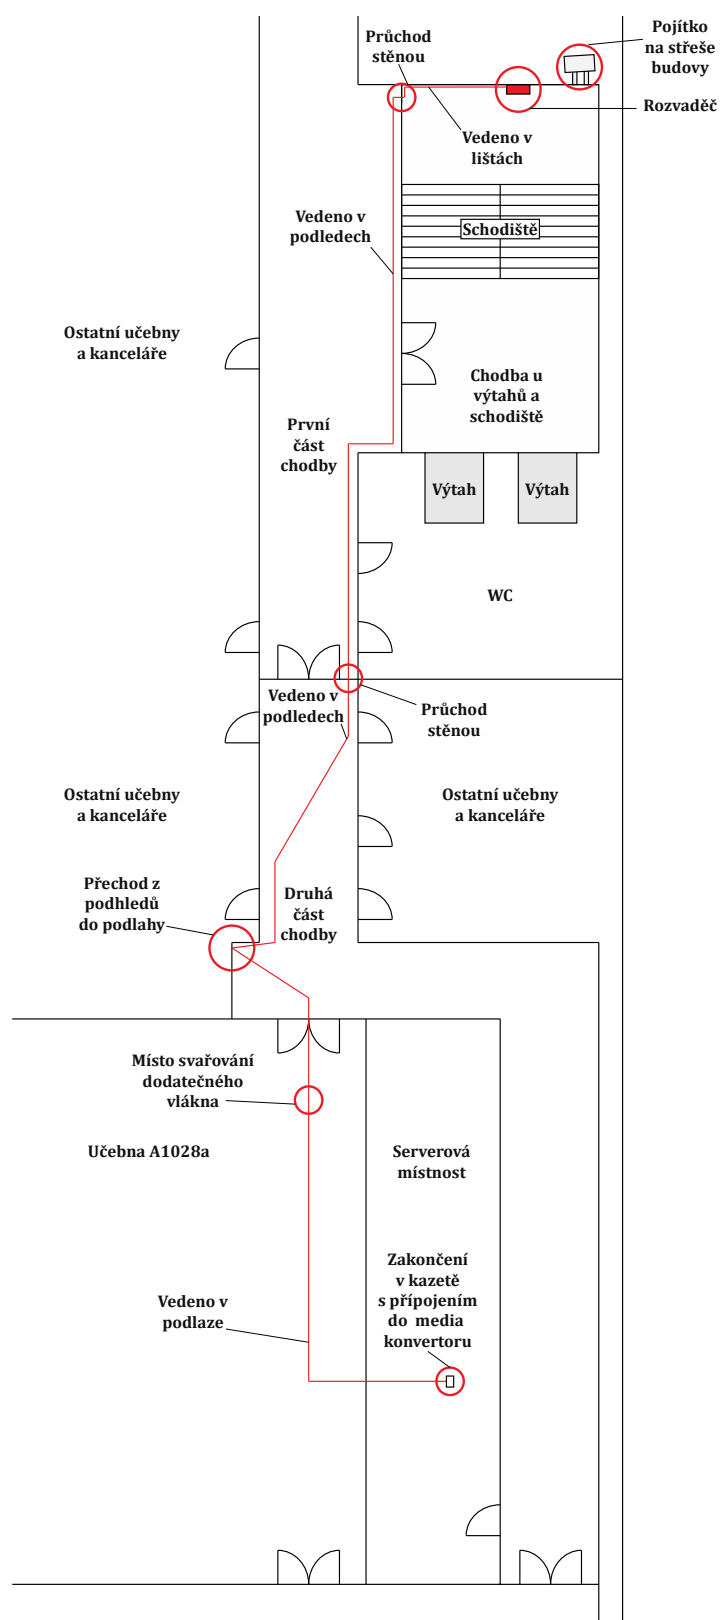 Průchod
stěnou
Pojítko
na střeše
budovy
Rozvaděč
Vedeno v
lištách
Vedeno v
podledech
Schodiště
Ostatní učebny
a kanceláře
Chodba u
výtahů a
schodiště
První
část
chodby
Výtah
Výtah
WC
Vedeno v
podledech
Průchod
stěnou
Ostatní učebny
a kanceláře
Ostatní učebny
a kanceláře
Přechod z
podhledů
do podlahy
Druhá
část
chodby
Místo svařování
dodatečného
vlákna
Učebna A1028a
Serverová
místnost
Zakončení
v kazetě
s přípojením
do media
konvertoru
Vedeno v
podlaze